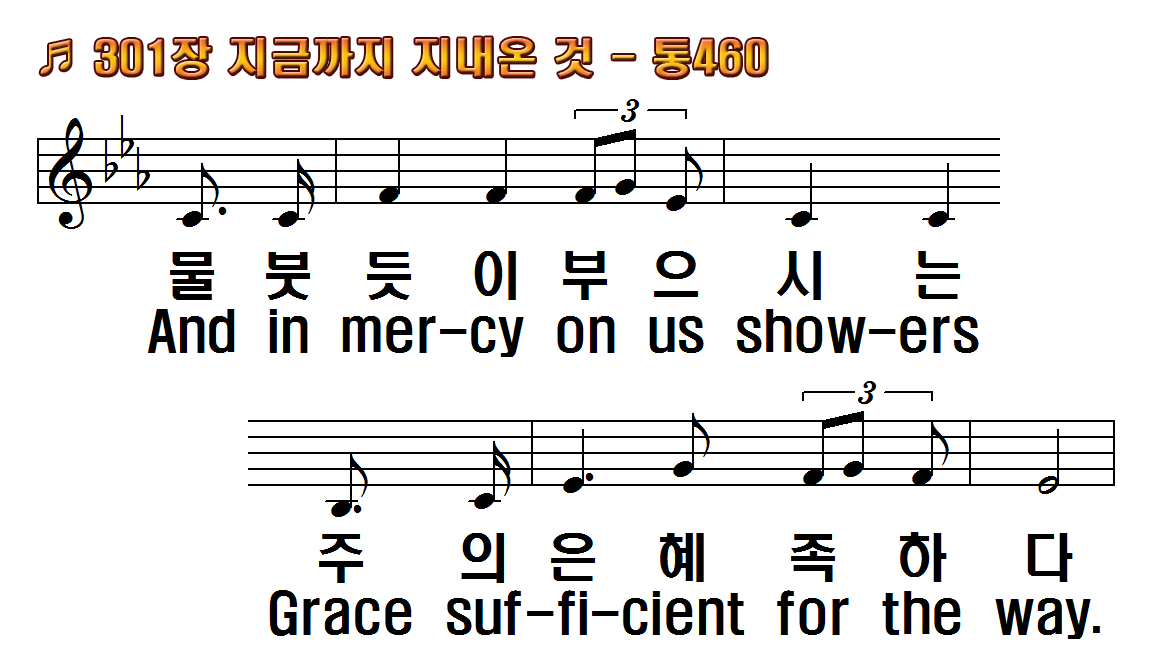 ♬ 301장 지금까지 지내온 것 - 통460
3
물 붓 듯 이 부 으 시 는
And in mer-cy on us show-ers
3
주 의 은 혜 족 하 다
Grace suf-fi-cient for the way.